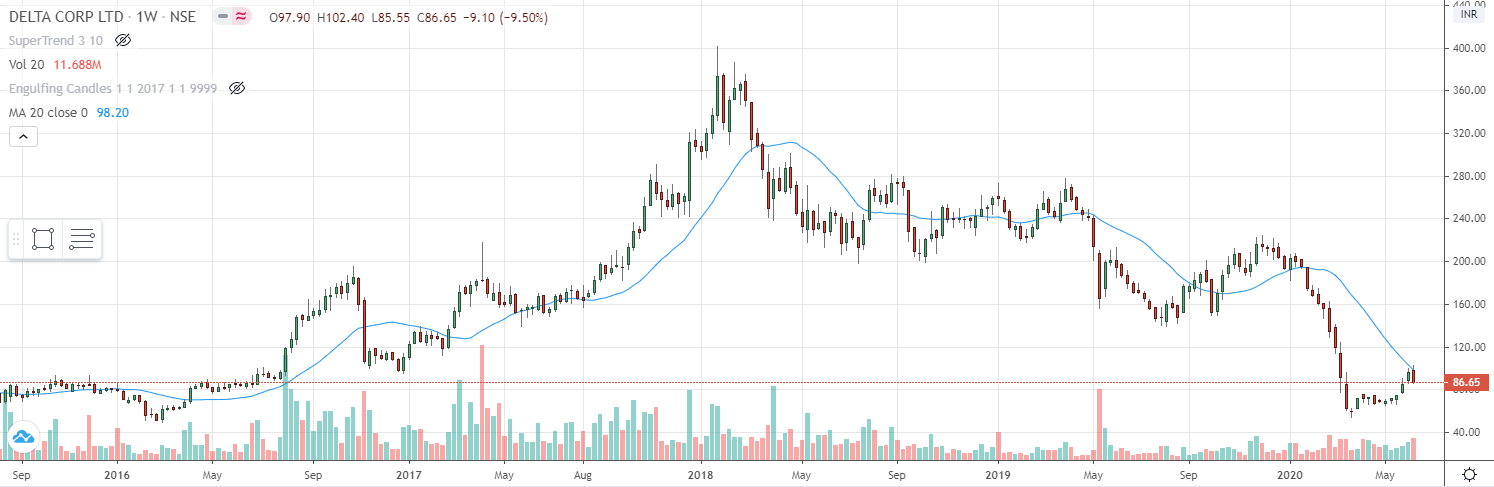 DELTA CORP LTD · 1W · NSE O97.90 H102.40 L85.55 C86.65 −9.10 (−9.50%)
SuperTrend 3 10
Vol 20 11.688M
Engulfing Candles 1 1 2017 1 1 9999
MA 20 close 0 98.20
440.00
INR
400.00
360.00
320.00
280.00
240.00
200.00
160.00
120.00
86.65
40.00
Sep 2016 May Sep 2017 May Aug 2018 May Sep 2019 May Sep 2020 May